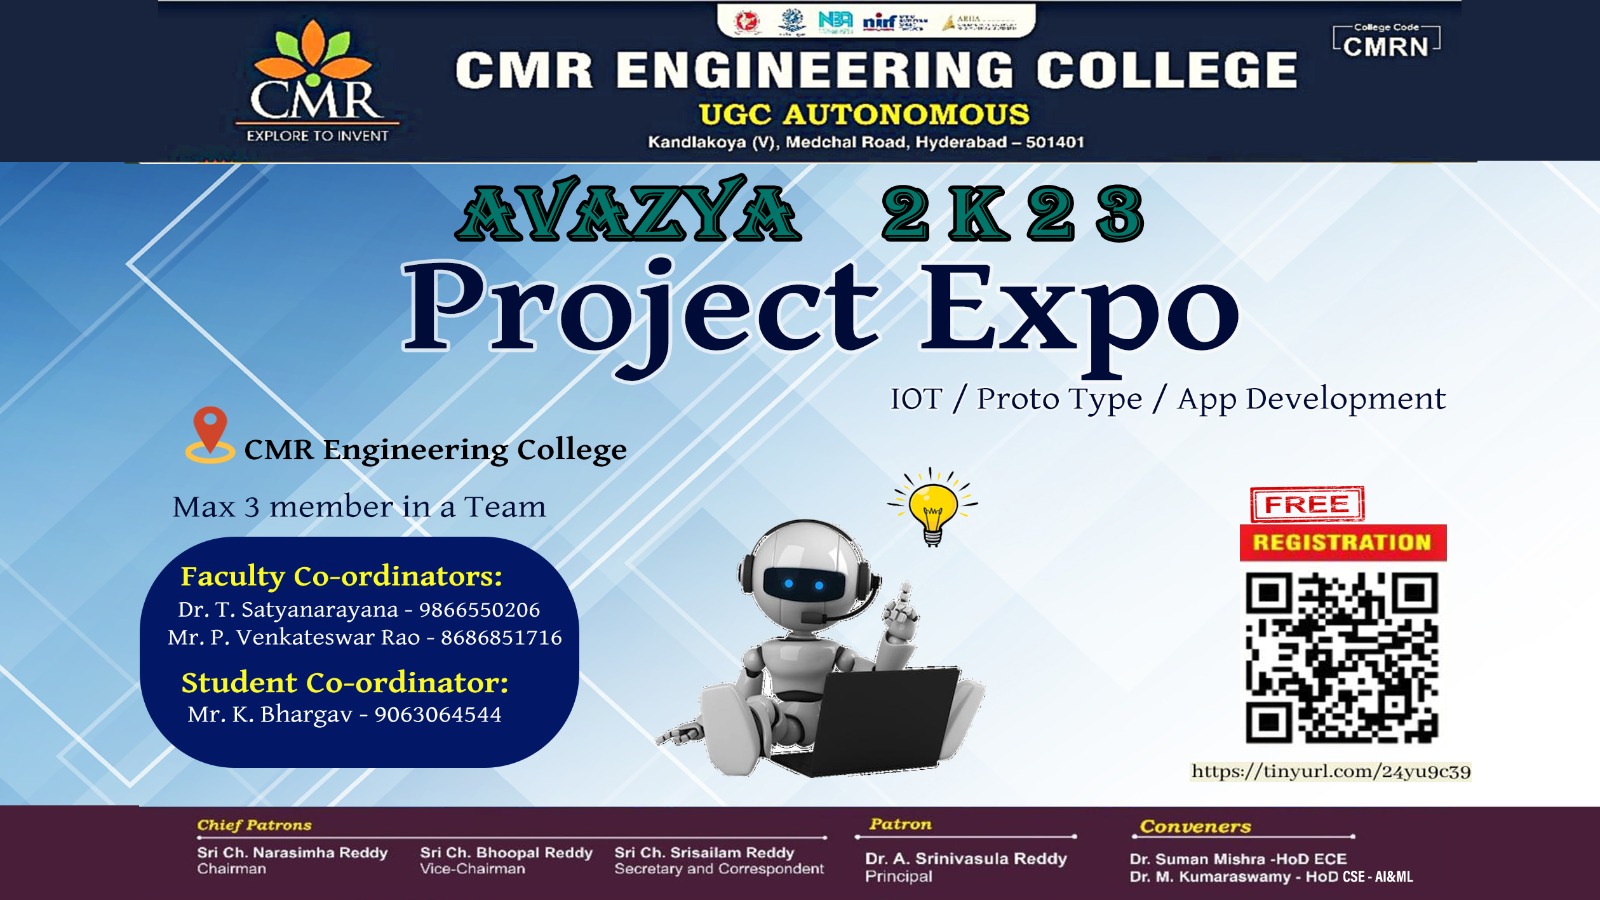 NBA
nirf
ARIIA
College Code
CMRN
CMR
EXPLORE TO INVENT
CMR ENGINEERING COLLEGE
UGC AUTONOMOUS
Kandlakoya (V), Medchal Road, Hyderabad – 501401
AVAZYA 2K23
Project Expo
IOT / Proto Type / App Development
CMR Engineering College
Max 3 member in a Team
Faculty Co-ordinators:
Dr. T. Satyanarayana - 9866550206
Mr. P. Venkateswar Rao - 8686851716
Student Co-ordinator:
Mr. K. Bhargav - 9063064544
FREE
REGISTRATION
https://tinyurl.com/24yu9c39
Chief Patrons
Sri Ch. Narasimha Reddy
Chairman
Sri Ch. Bhoopal Reddy
Vice-Chairman
Sri Ch. Srisailam Reddy
Secretary and Correspondent
Patron
Dr. A. Srinivasula Reddy
Principal
Conveners
Dr. Suman Mishra -HoD ECE
Dr. M. Kumaraswamy - HoD CSE - AI&ML